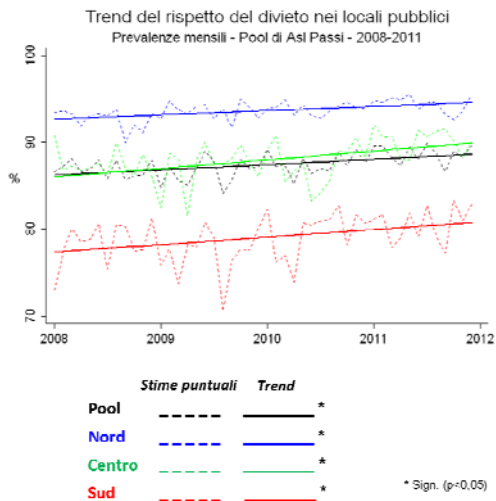 Trend del rispetto del divieto nei locali pubblici
Prevalenze mensili - Pool di Asl Passi - 2008-2011
100
90
%
80
70
2008 2009 2010 2011 2012
Stime puntuali Trend
Pool *
Nord *
Centro *
Sud *
* Sign. (p<0,05)